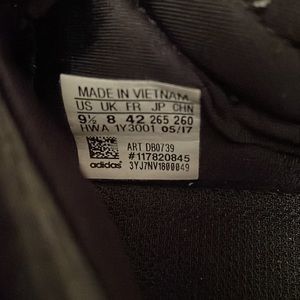 MADE IN VIETNAM
US UK FR JP CHN
9½ 8 42 265 260
HWA 1Y3001 05/17
ART DB0739
#117820845
adidas 3YJ7NV1800049